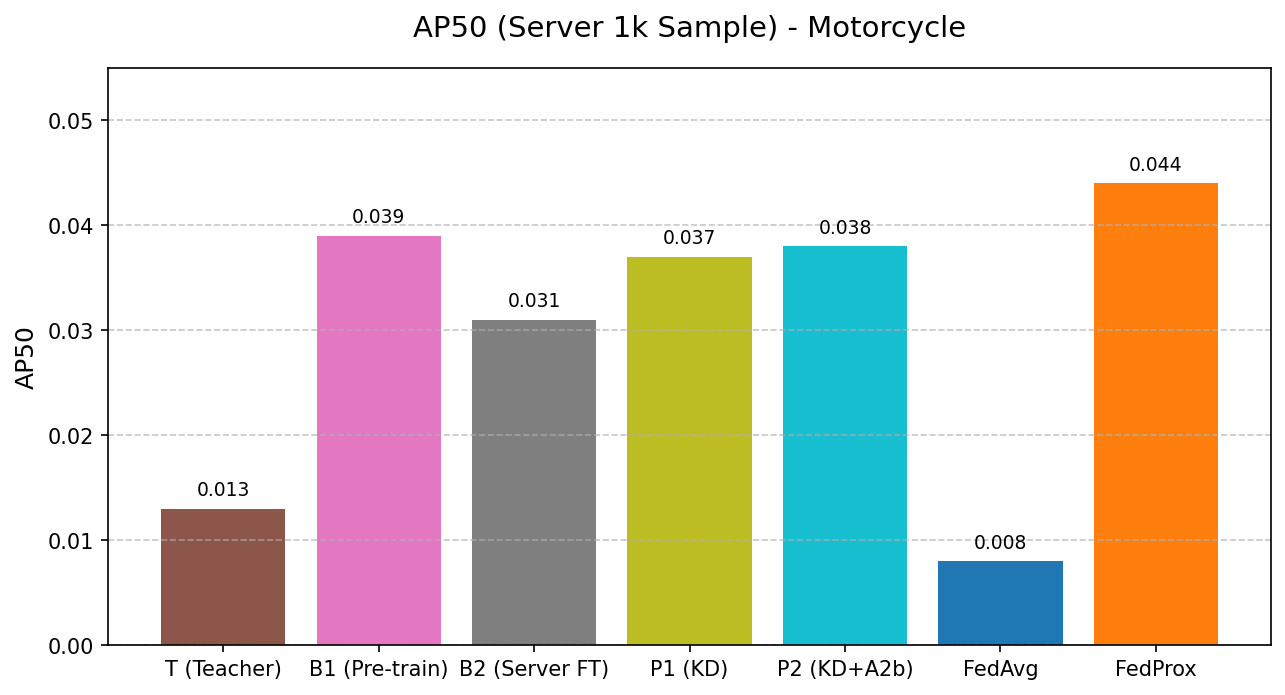 AP50 (Server 1k Sample) - Motorcycle
AP50
0.05
0.04
0.03
0.02
0.01
0.00
0.013
0.039
0.031
0.037
0.038
0.008
0.044
T (Teacher)
B1 (Pre-train)
B2 (Server FT)
P1 (KD)
P2 (KD+A2b)
FedAvg
FedProx